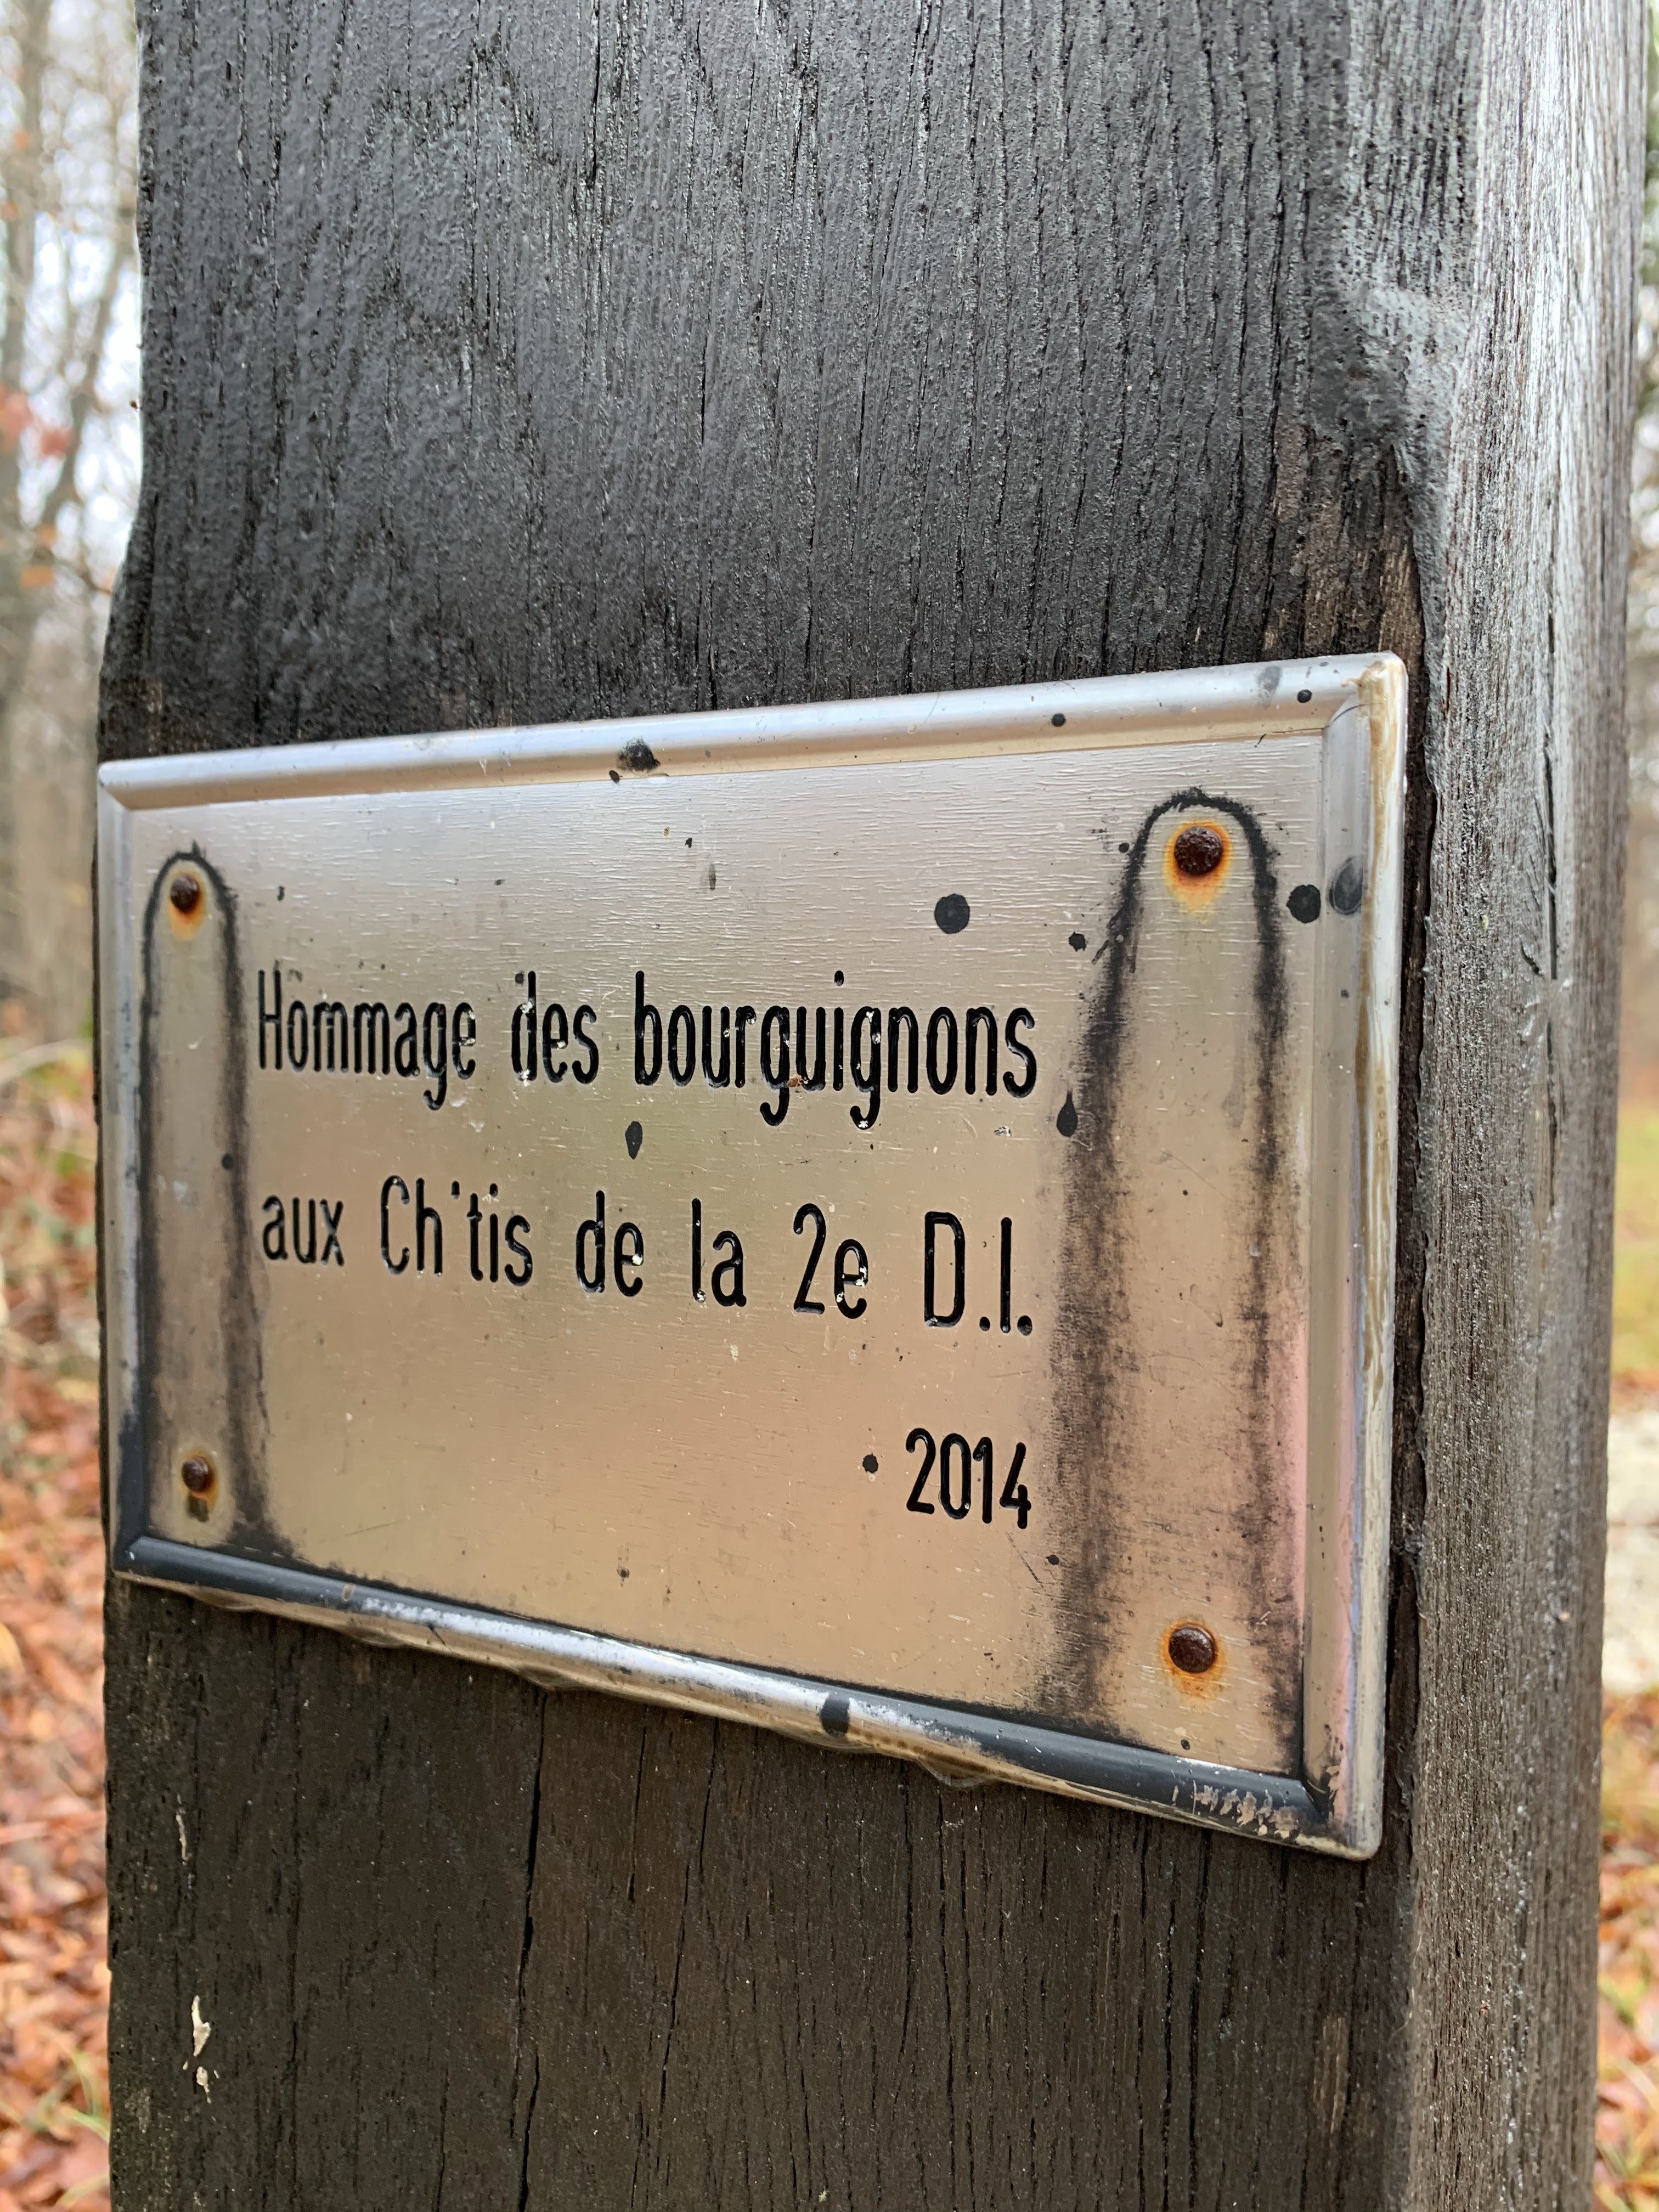 Hommage des bourguignons
aux Ch'tis de la 2e D.I.
2014